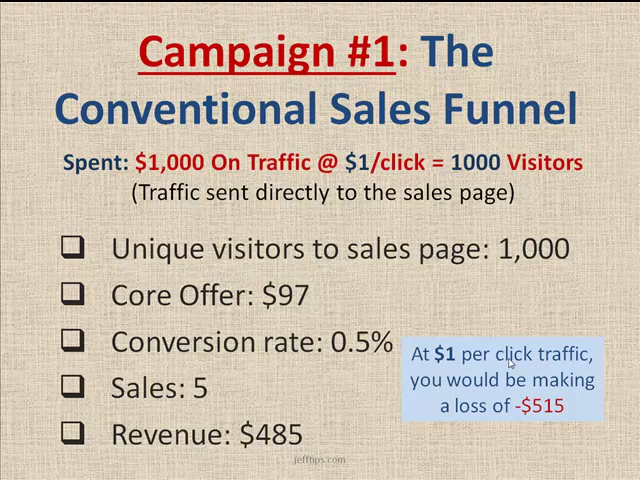 Campaign #1: The
Conventional Sales Funnel
Spent: $1,000 On Traffic @ $1/click = 1000 Visitors
(Traffic sent directly to the sales page)
Unique visitors to sales page: 1,000
Core Offer: $97
Conversion rate: 0.5%
At $1 per click traffic,
you would be making
a loss of -$515
Sales: 5
Revenue: $485
jefftips.com